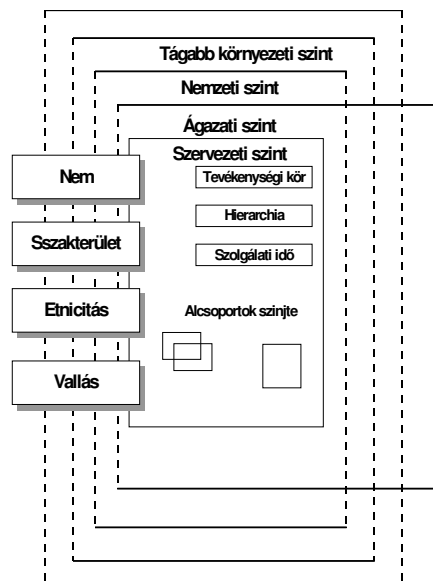 Tágabb környezeti szint
Nemzeti szint
Ágazati szint
Szervezeti szint
Nem
Tevékenységi kör
Hierarchia
Sszakterület
Szolgálati idő
Etnicitás
Alcsoportok szinjte
Vallás